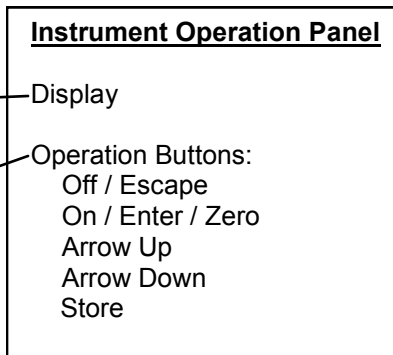 Instrument Operation Panel
Display
Operation Buttons:
Off / Escape
On / Enter / Zero
Arrow Up
Arrow Down
Store